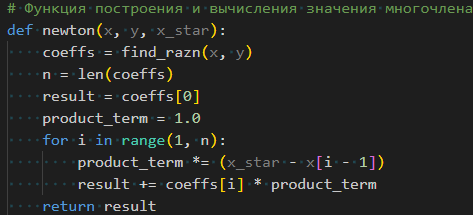 # Функция построения и вычисления значения многочлена
def newton(x, y, x_star):
    coeffs = find_razn(x, y)
    n = len(coeffs)
    result = coeffs[0]
    product_term = 1.0
    for i in range(1, n):
        product_term *= (x_star - x[i - 1])
        result += coeffs[i] * product_term
    return result